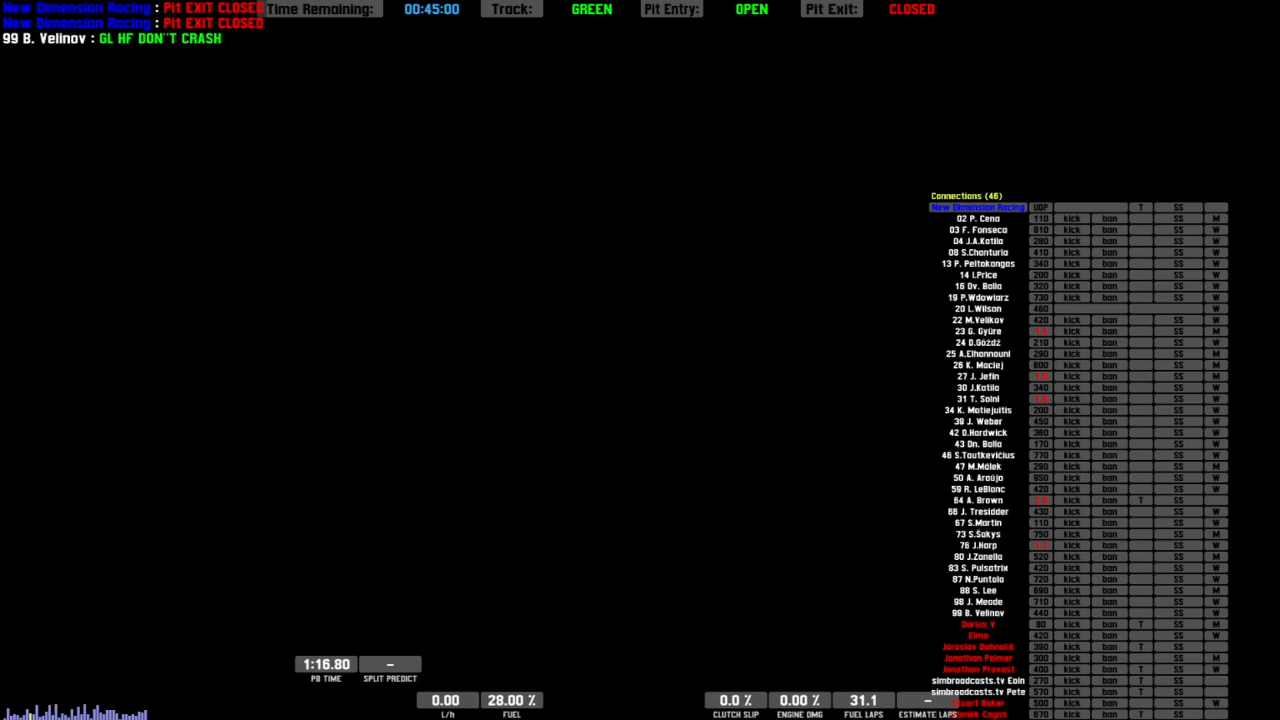 New Dimension Racing : Pit EXIT CLOSED
Time Remaining: 00:45:00 Track: GREEN Pit Entry: OPEN Pit Exit: CLOSED
New Dimension Racing : Pit EXIT CLOSED
99 B. Velinov : GL HF DON''T CRASH
Connections (46)
New Dimension Racing UDP T SS
02 P. Cena 110 kick ban SS M
03 F. Fonseca 810 kick ban SS W
04 J.A.Katila 280 kick ban SS W
08 S.Chanturia 410 kick ban SS W
13 P. Peltokangas 340 kick ban SS W
14 I.Price 200 kick ban SS W
16 Dv. Balla 320 kick ban SS W
19 P.Wdowiarz 730 kick ban SS W
20 L.Wilson 460 W
22 M.Velikov 420 kick ban SS W
23 G. Gyüre kick ban SS M
24 D.Góźdź 210 kick ban SS W
25 A.Elhannouni 290 kick ban SS M
26 K. Maciej 600 kick ban SS M
27 J. Jefin kick ban SS M
30 J.Katila 340 kick ban SS W
31 T. Solni kick ban SS W
34 K. Matiejuitis 200 kick ban SS W
39 J. Weber 450 kick ban SS W
42 D.Hardwick 360 kick ban SS W
43 Dn. Balla 170 kick ban SS W
46 S.Tautkevičius 770 kick ban SS W
47 M.Málek 290 kick ban SS M
50 A. Araújo 950 kick ban SS W
59 R. LeBlanc 420 kick ban SS W
64 A. Brown kick ban T SS
66 J. Tresidder 430 kick ban SS W
67 S.Martin 110 kick ban SS W
73 S.Šakys 750 kick ban SS M
76 J.Harp kick ban SS W
80 J.Zanella 520 kick ban SS M
83 S. Pulsatrix 420 kick ban SS W
87 N.Puntola 720 kick ban SS W
88 S. Lee 690 kick ban SS M
98 J. Meade 710 kick ban SS W
99 B. Velinov 440 kick ban SS W
Darius V 80 kick ban T SS M
Elmo 420 kick ban SS W
Jaroslav Dohnalik 390 kick ban T SS
Jonathan Palmer 300 kick ban SS M
Jonathan Provost 400 kick ban T SS W
simbroadcasts.tv Eoin 270 kick ban T SS
simbroadcasts.tv Pete 570 kick ban T SS
Baker 500 kick ban SS W
670 kick ban T SS
1:16.80 –
PB TIME SPLIT PREDICT
0.00 28.00 % 0.0 % 0.00 % 31.1 –
L/h FUEL CLUTCH SLIP ENGINE DMG FUEL LAPS ESTIMATE LAPS